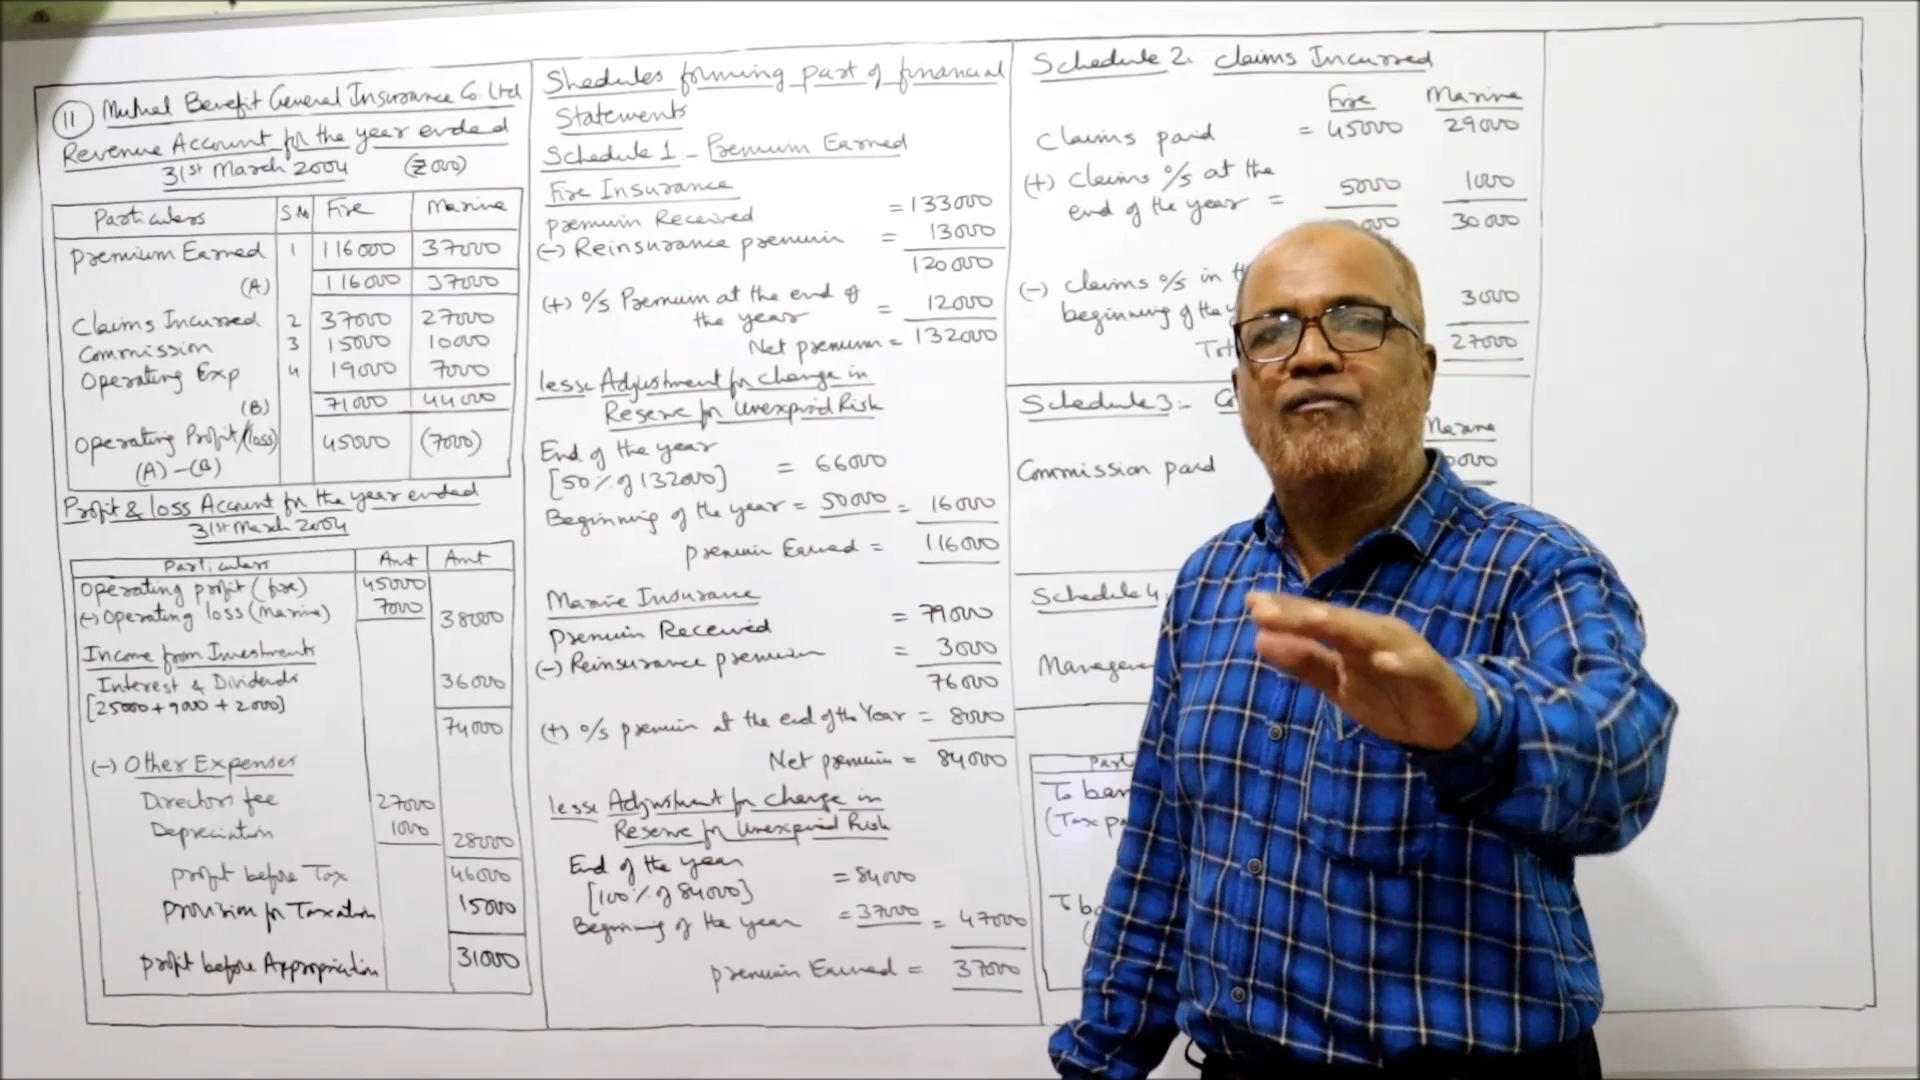 11 Mutual Benefit General Insurance Co. Ltd
Revenue Account for the year ended
31st March 2004 (₹000)
Particulars S No Fire Marine
Premium Earned 1 116000 37000
(A) 116000 37000
Claims Incurred 2 37000 27000
Commission 3 15000 10000
Operating Exp 4 19000 7000
(B) 71000 44000
Operating Profit/(loss) 45000 (7000)
(A) - (B)
Profit & loss Account for the year ended
31st March 2004
Particulars Amt Amt
Operating profit (fire) 45000
(-) Operating loss (Marine) 7000 38000
Income from Investments
Interest & Dividends 36000
[25000 + 9000 + 2000]
74000
(-) Other Expenses
Directors fee 27000
Depreciation 1000 28000
profit before Tax 46000
provision for Taxation 15000
profit before Appropriation 31000
Shedules forming part of financial
Statements
Schedule 1:- Premium Earned
Fire Insurance
premium Received = 133000
(-) Reinsurance premium = 13000
120000
(+) o/s Premium at the end of
the year = 12000
Net premium = 132000
less: Adjustment for change in
Reserve for Unexpired Risk
End of the year
[50% of 132000] = 66000
Beginning of the year = 50000 = 16000
premium Earned = 116000
Marine Insurance
premium Received = 79000
(-) Reinsurance premium = 3000
76000
(+) o/s premium at the end of the Year = 8000
Net premium = 84000
less: Adjustment for change in
Reserve for Unexpired Risk
End of the year
[100% of 84000] = 84000
Beginning of the year = 37000 = 47000
premium Earned = 37000
Schedule 2: claims Incurred
Fire Marine
Claims paid = 45000 29000
(+) claims o/s at the
end of the year = 5000 1000
30000
(-) claims o/s in
beginning of the 3000
27000
Schedule 3:-
Marine
Commission paid
Schedule 4: